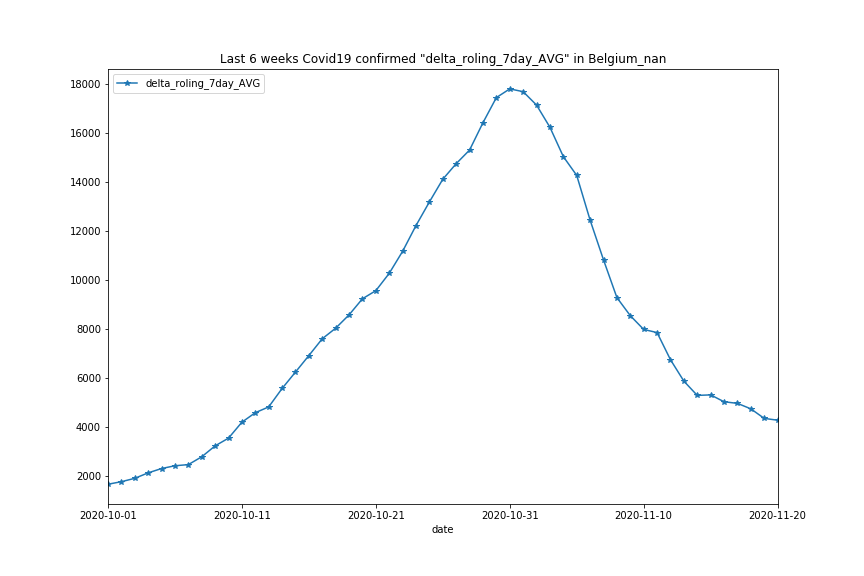 Last 6 weeks Covid19 confirmed "delta_roling_7day_AVG" in Belgium_nan
delta_roling_7day_AVG
18000
16000
14000
12000
10000
8000
6000
4000
2000
2020-10-01 2020-10-11 2020-10-21 2020-10-31 2020-11-10 2020-11-20
date